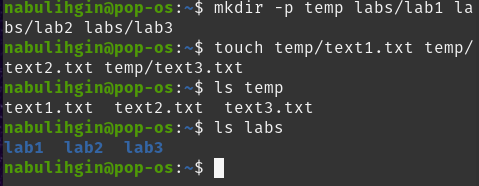 nabulihgin@pop-os:~$ mkdir -p temp labs/lab1 la
bs/lab2 labs/lab3
nabulihgin@pop-os:~$ touch temp/text1.txt temp/
text2.txt temp/text3.txt
nabulihgin@pop-os:~$ ls temp
text1.txt  text2.txt  text3.txt
nabulihgin@pop-os:~$ ls labs
lab1  lab2  lab3
nabulihgin@pop-os:~$